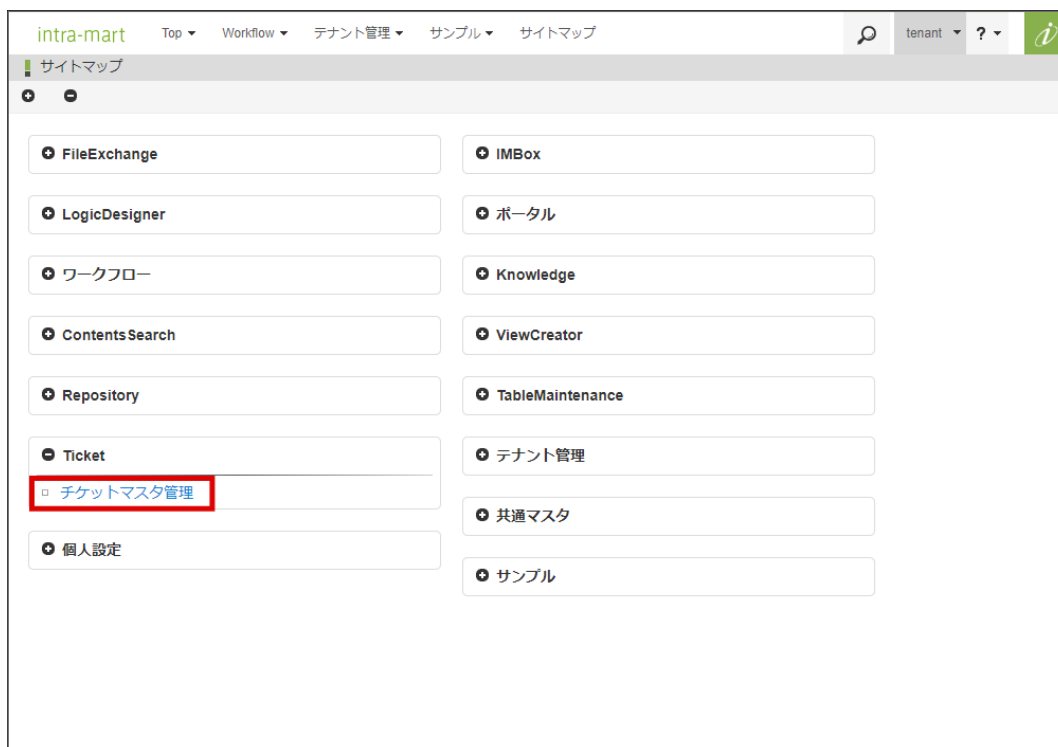 intra-mart Top Workflow テナント管理 サンプル サイトマップ tenant ?
サイトマップ
FileExchange
LogicDesigner
ワークフロー
ContentsSearch
Repository
Ticket
チケットマスタ管理
個人設定
IMBox
ポータル
Knowledge
ViewCreator
TableMaintenance
テナント管理
共通マスタ
サンプル